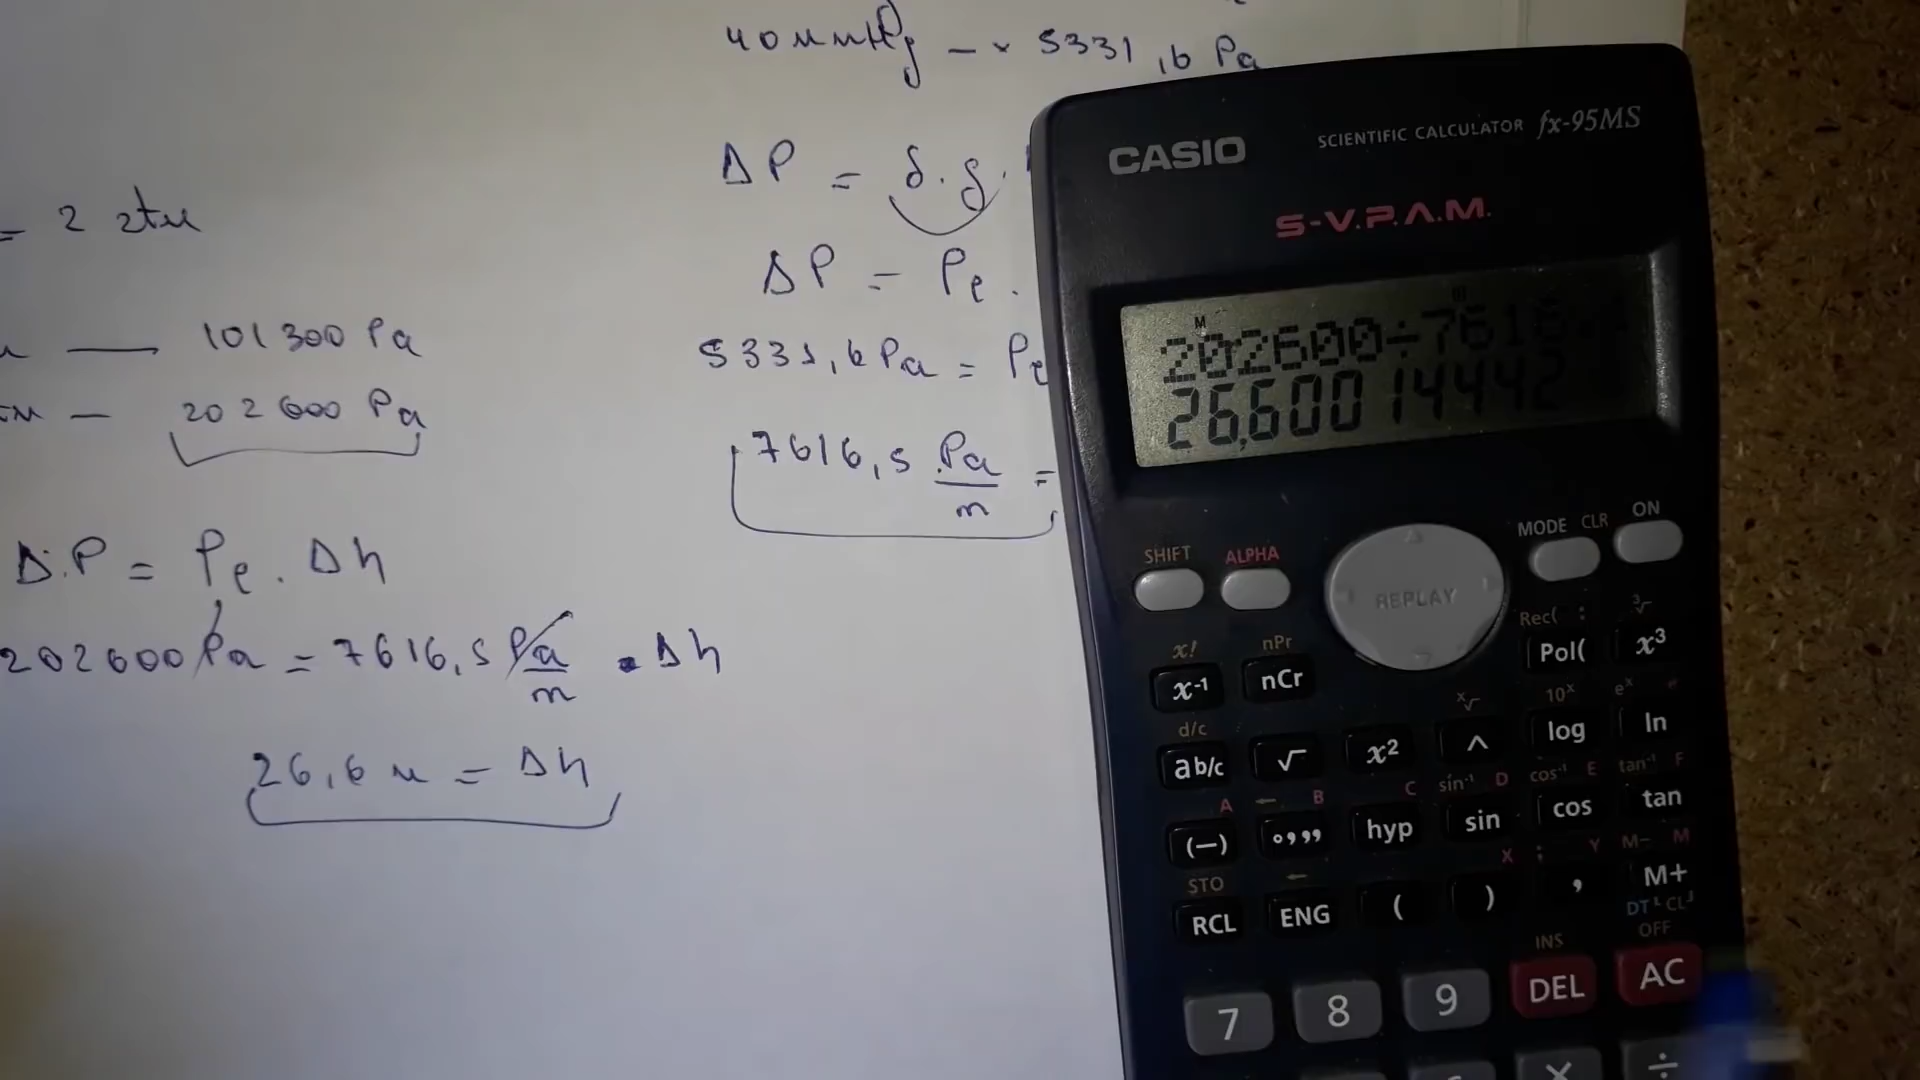 = 2 atm
101300 Pa
— 202600 Pa
Δ.P = Pe . Δh
202600 Pa = 7616,5 Pa/m . Δh
26,6 m = Δh
40 mmHg — x 5331,6 Pa
ΔP = δ.g.
ΔP = Pe .
5331,6 Pa = Pe
7616,5 Pa/m =
CASIO SCIENTIFIC CALCULATOR fx-95MS
S-V.P.A.M.
M
202600÷7616
26,60014442
SHIFT ALPHA REPLAY MODE CLR ON
x! nPr Rec( : ³√
x⁻¹ nCr Pol( x³
d/c ˣ√ 10ˣ eˣ e
ab/c √ x² ^ log ln
A ← B C sin⁻¹ D cos⁻¹ E tan⁻¹ F
(−) °,,, hyp sin cos tan
STO ← X ; Y M− M
RCL ENG ( ) , M+
DT CL
INS OFF
7 8 9 DEL AC
× ÷